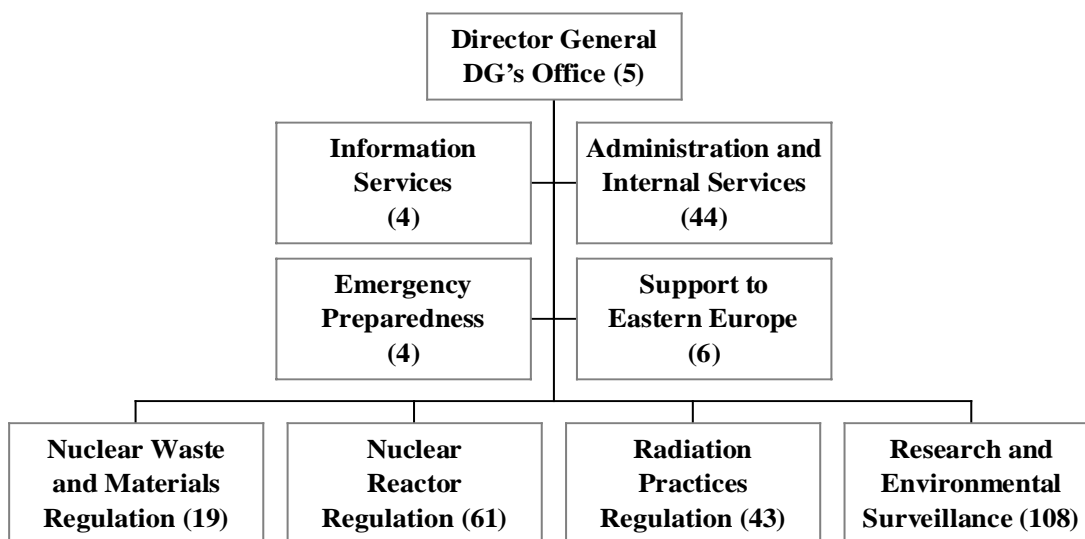 Director General
DG’s Office (5)
Information
Services
(4)
Administration and
Internal Services
(44)
Emergency
Preparedness
(4)
Support to
Eastern Europe
(6)
Nuclear Waste
and Materials
Regulation (19)
Nuclear
Reactor
Regulation (61)
Radiation
Practices
Regulation (43)
Research and
Environmental
Surveillance (108)